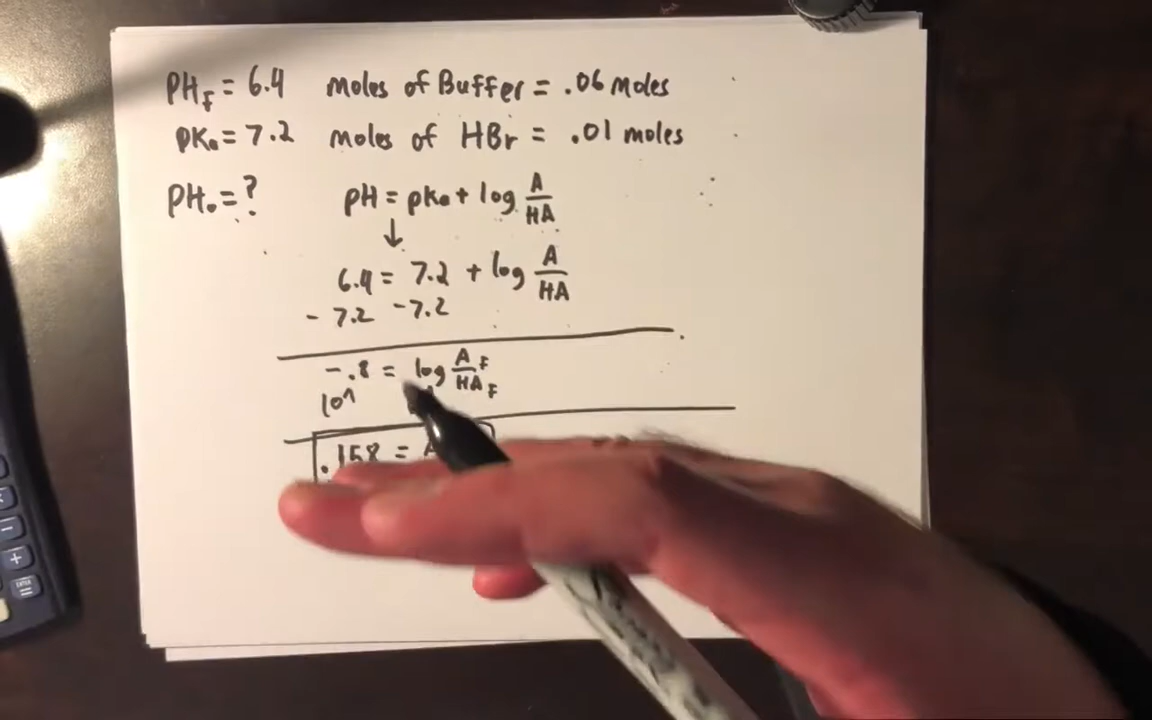 PH_F = 6.4 moles of Buffer = .06 moles
PKa = 7.2 moles of HBr = .01 moles
PH₀ = ? pH = pKa + log A/HA
↓
6.4 = 7.2 + log A/HA
- 7.2 -7.2
-.8 = log A_F/HA_F
10^
.158 = A